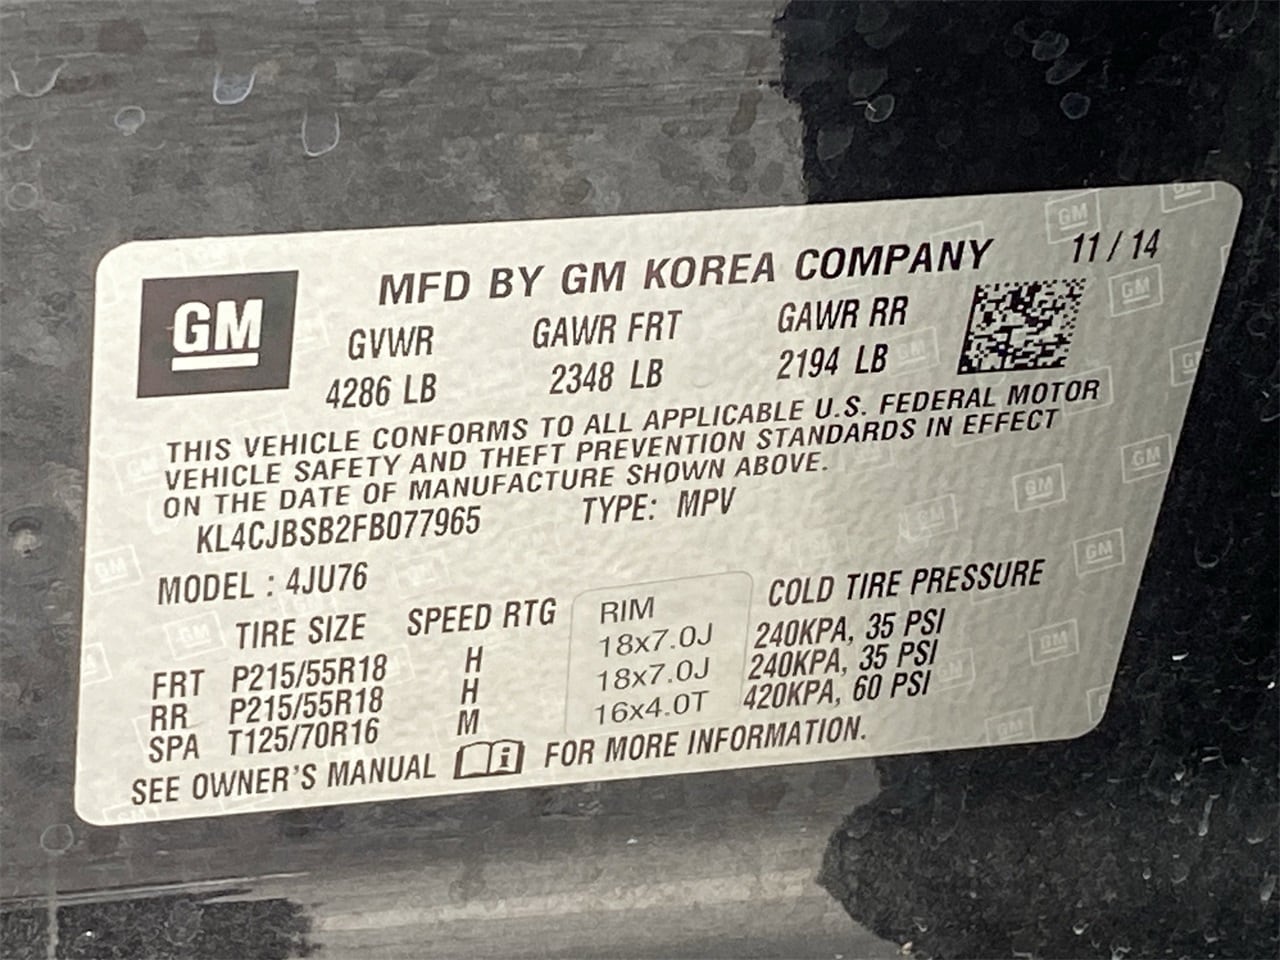 GM
MFD BY GM KOREA COMPANY 11 / 14
GVWR GAWR FRT GAWR RR
4286 LB 2348 LB 2194 LB
THIS VEHICLE CONFORMS TO ALL APPLICABLE U.S. FEDERAL MOTOR
VEHICLE SAFETY AND THEFT PREVENTION STANDARDS IN EFFECT
ON THE DATE OF MANUFACTURE SHOWN ABOVE.
KL4CJBSB2FB077965 TYPE: MPV
MODEL : 4JU76
TIRE SIZE SPEED RTG RIM COLD TIRE PRESSURE
FRT P215/55R18 H 18x7.0J 240KPA, 35 PSI
RR P215/55R18 H 18x7.0J 240KPA, 35 PSI
SPA T125/70R16 M 16x4.0T 420KPA, 60 PSI
SEE OWNER'S MANUAL i FOR MORE INFORMATION.